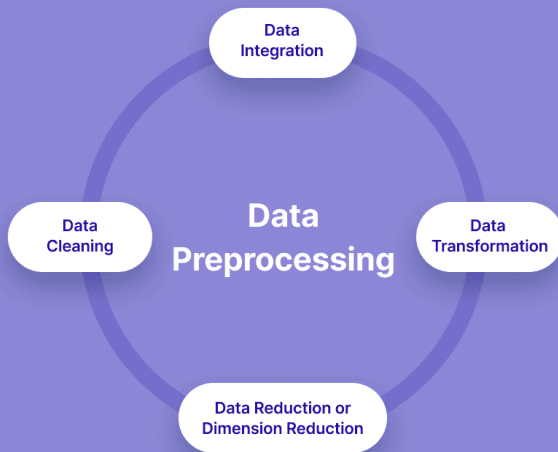 Data
Integration
Data
Cleaning
Data
Preprocessing
Data
Transformation
Data Reduction or
Dimension Reduction